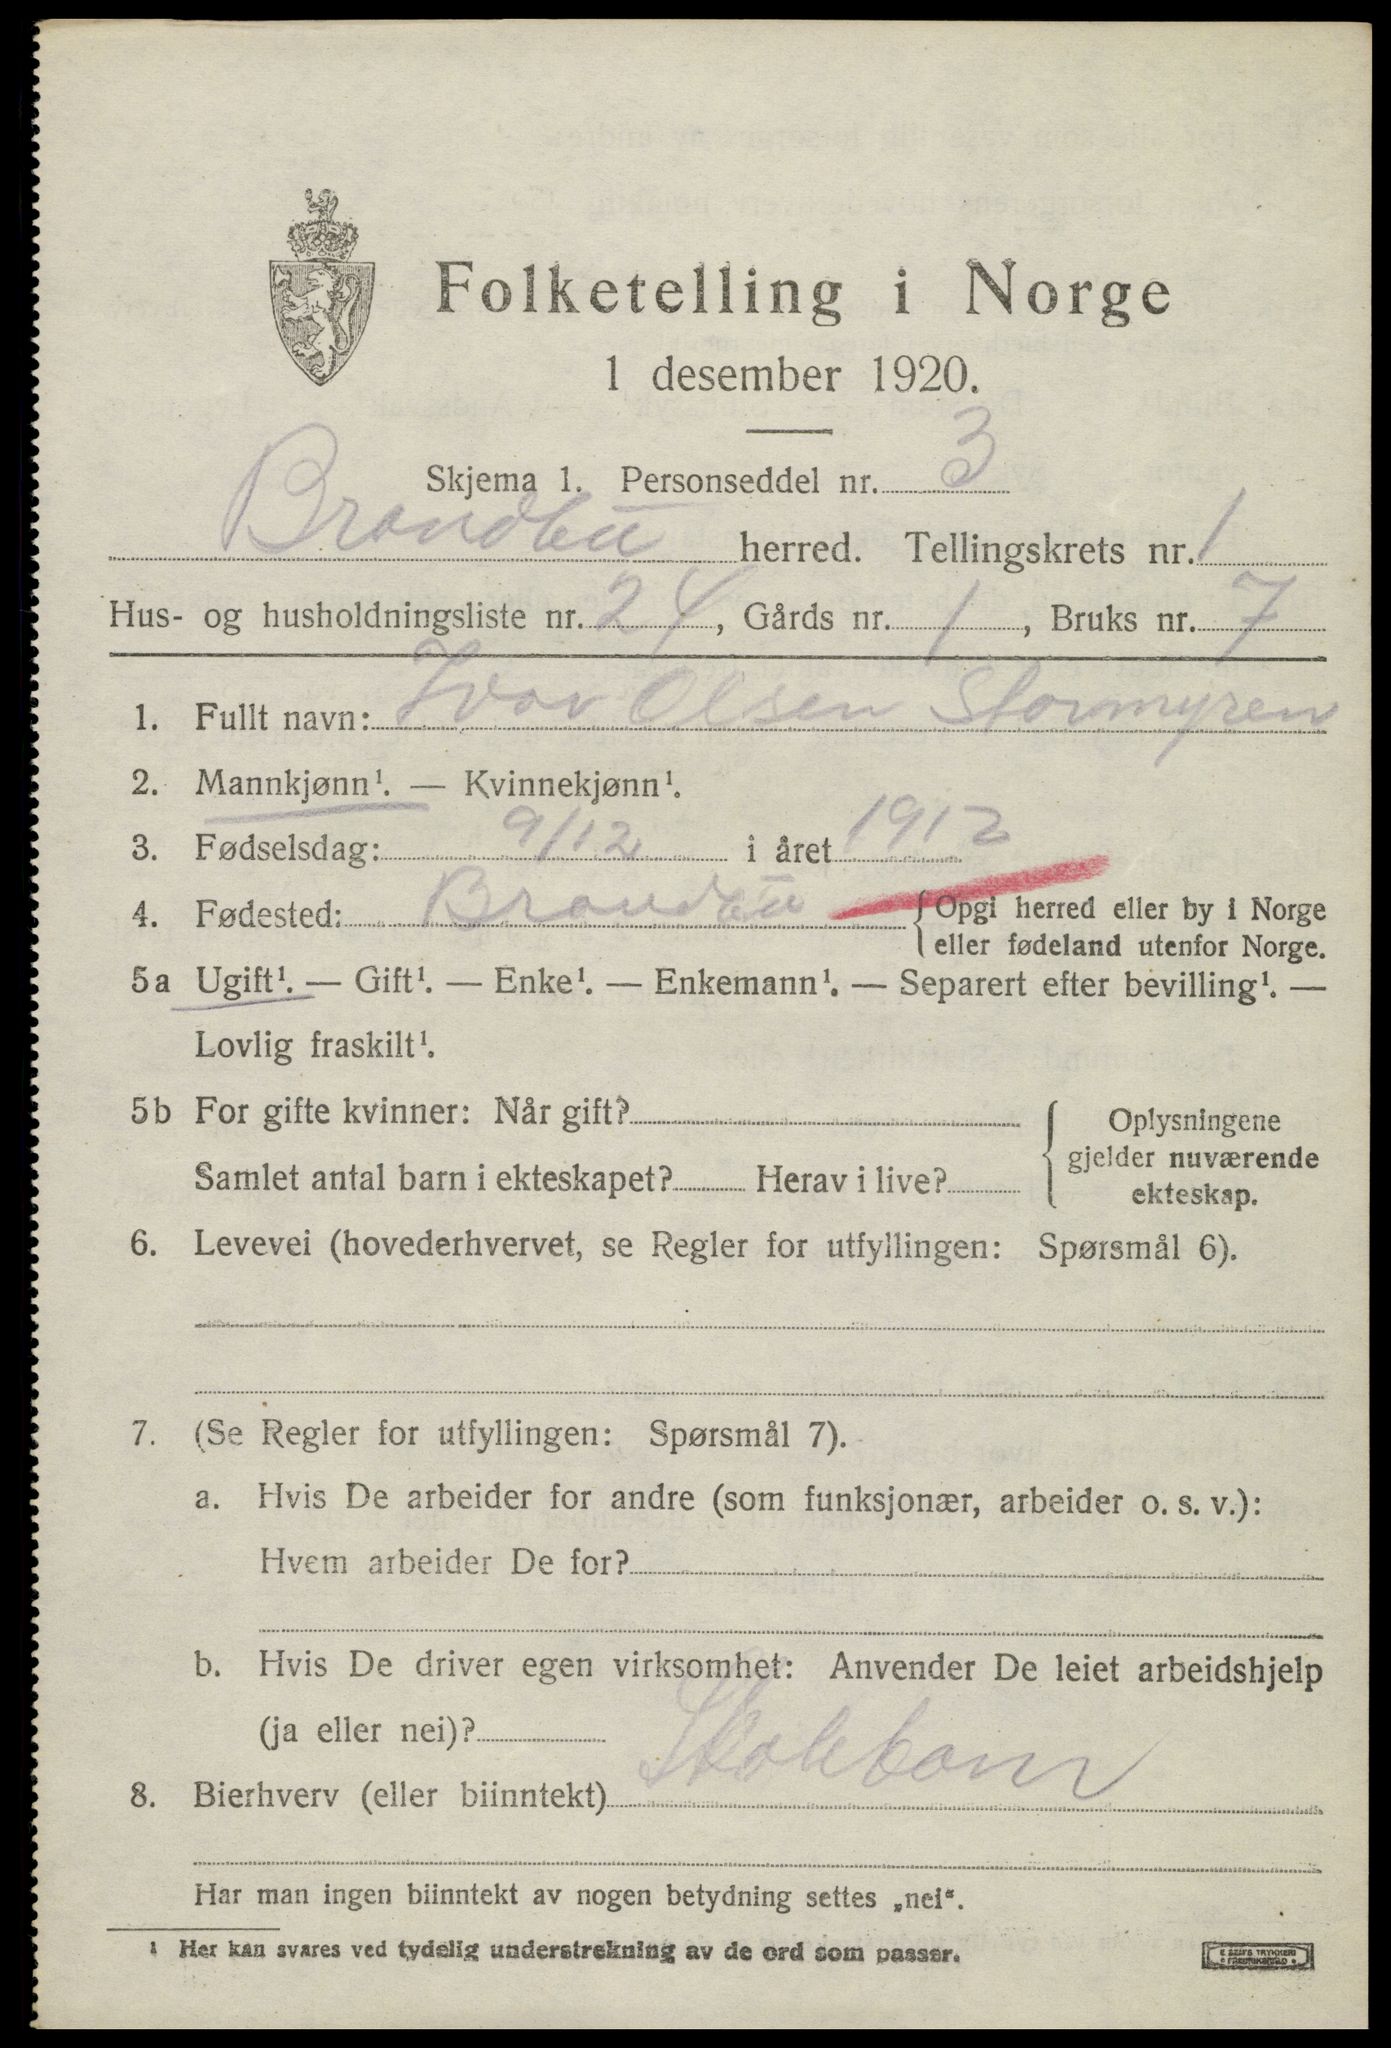 Folketelling i Norge
1 desember 1920.
Skjema 1. Personseddel nr. 3
Brandbu herred. Tellingskrets nr. 1
Hus- og husholdningsliste nr. 24, Gårds nr. 1, Bruks nr. 7
1. Fullt navn: Ivar Olsen Stormyren
2. Mannkjønn¹. — Kvinnekjønn¹.
3. Fødselsdag: 9/12 i året 1912
4. Fødested: Brandbu { Opgi herred eller by i Norge
eller fødeland utenfor Norge.
5a Ugift¹. — Gift¹. — Enke¹. — Enkemann¹. — Separert efter bevilling¹. —
Lovlig fraskilt¹.
5b For gifte kvinner: Når gift?
Samlet antal barn i ekteskapet? Herav i live?
{ Oplysningene
gjelder nuværende
ekteskap.
6. Levevei (hovederhvervet, se Regler for utfyllingen: Spørsmål 6).
7. (Se Regler for utfyllingen: Spørsmål 7).
a. Hvis De arbeider for andre (som funksjonær, arbeider o. s. v.):
Hvem arbeider De for?
b. Hvis De driver egen virksomhet: Anvender De leiet arbeidshjelp
(ja eller nei)?
Skolebarn
8. Bierhverv (eller biinntekt)
Har man ingen biinntekt av nogen betydning settes „nei“.
¹ Her kan svares ved tydelig understrekning av de ord som passer.